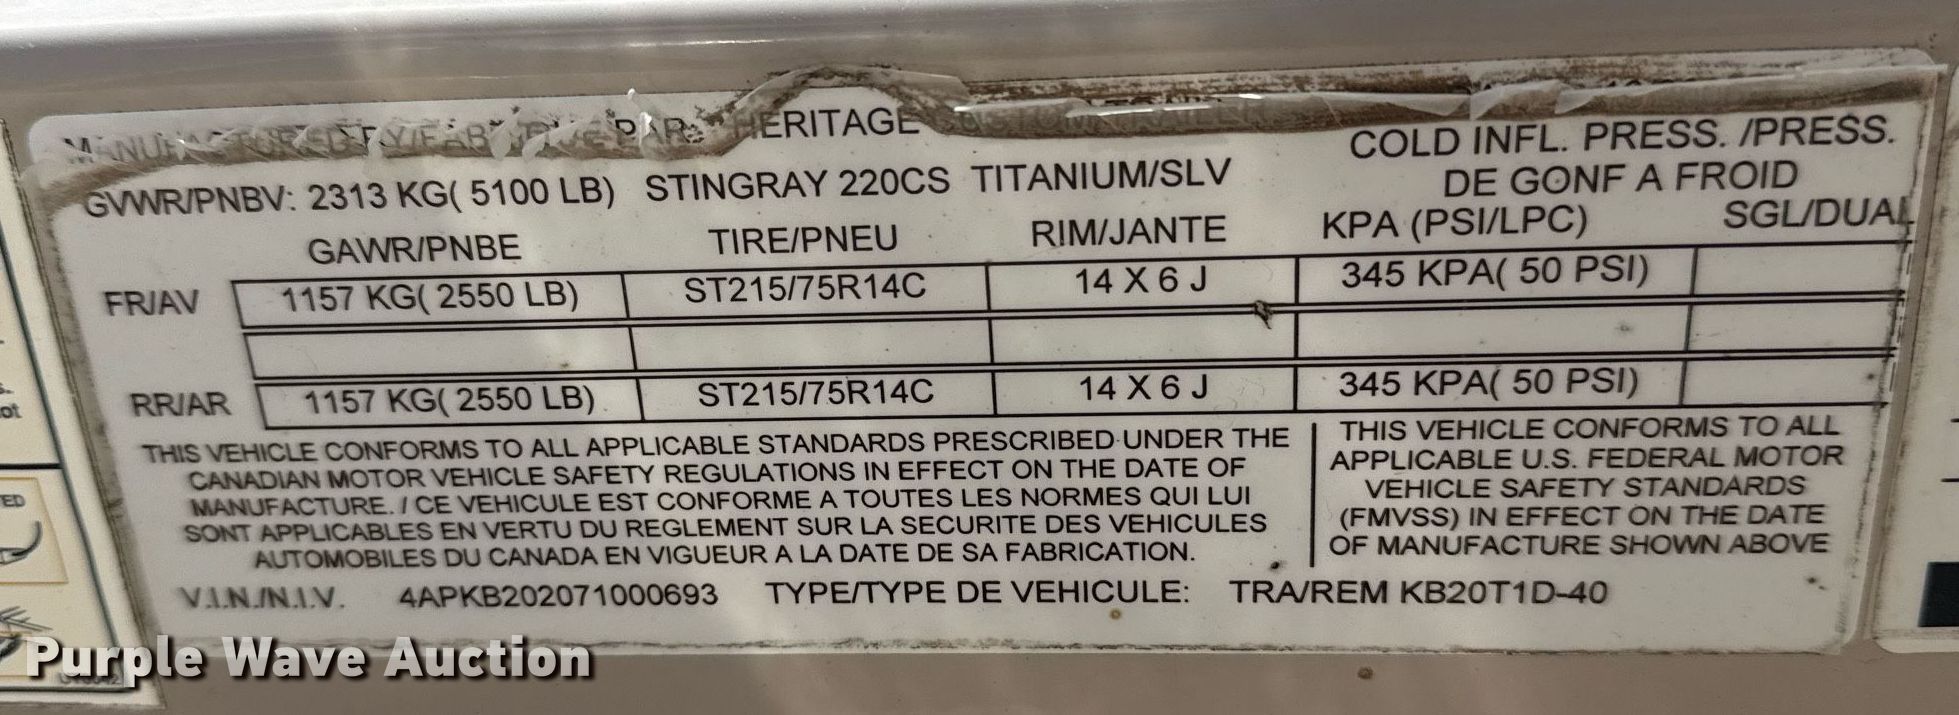 MANUFACTURED BY/FABRIQUE PAR: HERITAGE
GVWR/PNBV: 2313 KG( 5100 LB) STINGRAY 220CS TITANIUM/SLV
COLD INFL. PRESS. /PRESS.
DE GONF A FROID
GAWR/PNBE TIRE/PNEU RIM/JANTE KPA (PSI/LPC) SGL/DUAL
FR/AV 1157 KG( 2550 LB) ST215/75R14C 14 X 6 J 345 KPA( 50 PSI)
RR/AR 1157 KG( 2550 LB) ST215/75R14C 14 X 6 J 345 KPA( 50 PSI)
THIS VEHICLE CONFORMS TO ALL APPLICABLE STANDARDS PRESCRIBED UNDER THE
CANADIAN MOTOR VEHICLE SAFETY REGULATIONS IN EFFECT ON THE DATE OF
MANUFACTURE. / CE VEHICULE EST CONFORME A TOUTES LES NORMES QUI LUI
SONT APPLICABLES EN VERTU DU REGLEMENT SUR LA SECURITE DES VEHICULES
AUTOMOBILES DU CANADA EN VIGUEUR A LA DATE DE SA FABRICATION.
THIS VEHICLE CONFORMS TO ALL
APPLICABLE U.S. FEDERAL MOTOR
VEHICLE SAFETY STANDARDS
(FMVSS) IN EFFECT ON THE DATE
OF MANUFACTURE SHOWN ABOVE
V.I.N./N.I.V. 4APKB202071000693 TYPE/TYPE DE VEHICULE: TRA/REM KB20T1D-40
Purple Wave Auction